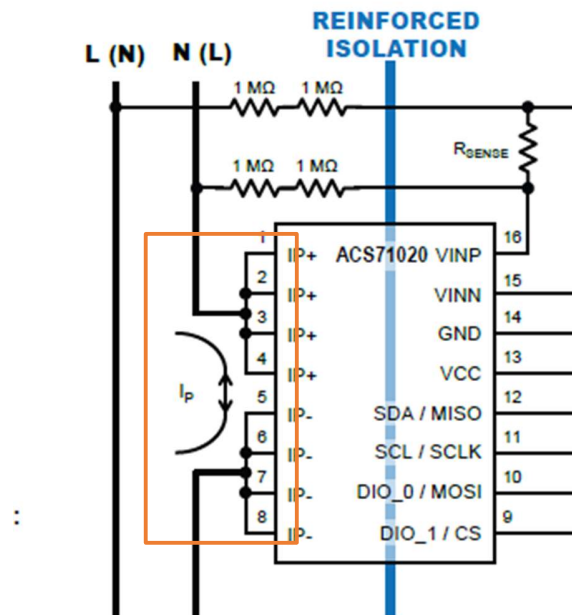 REINFORCED
ISOLATION
L (N) N (L)
1 MΩ 1 MΩ
RSENSE
1 MΩ 1 MΩ
1 IP+ ACS71020 VINP 16
2 IP+ VINN 15
3 IP+ GND 14
4 IP+ VCC 13
IP
5 IP- SDA / MISO 12
6 IP- SCL / SCLK 11
7 IP- DIO_0 / MOSI 10
:
8 IP- DIO_1 / CS 9